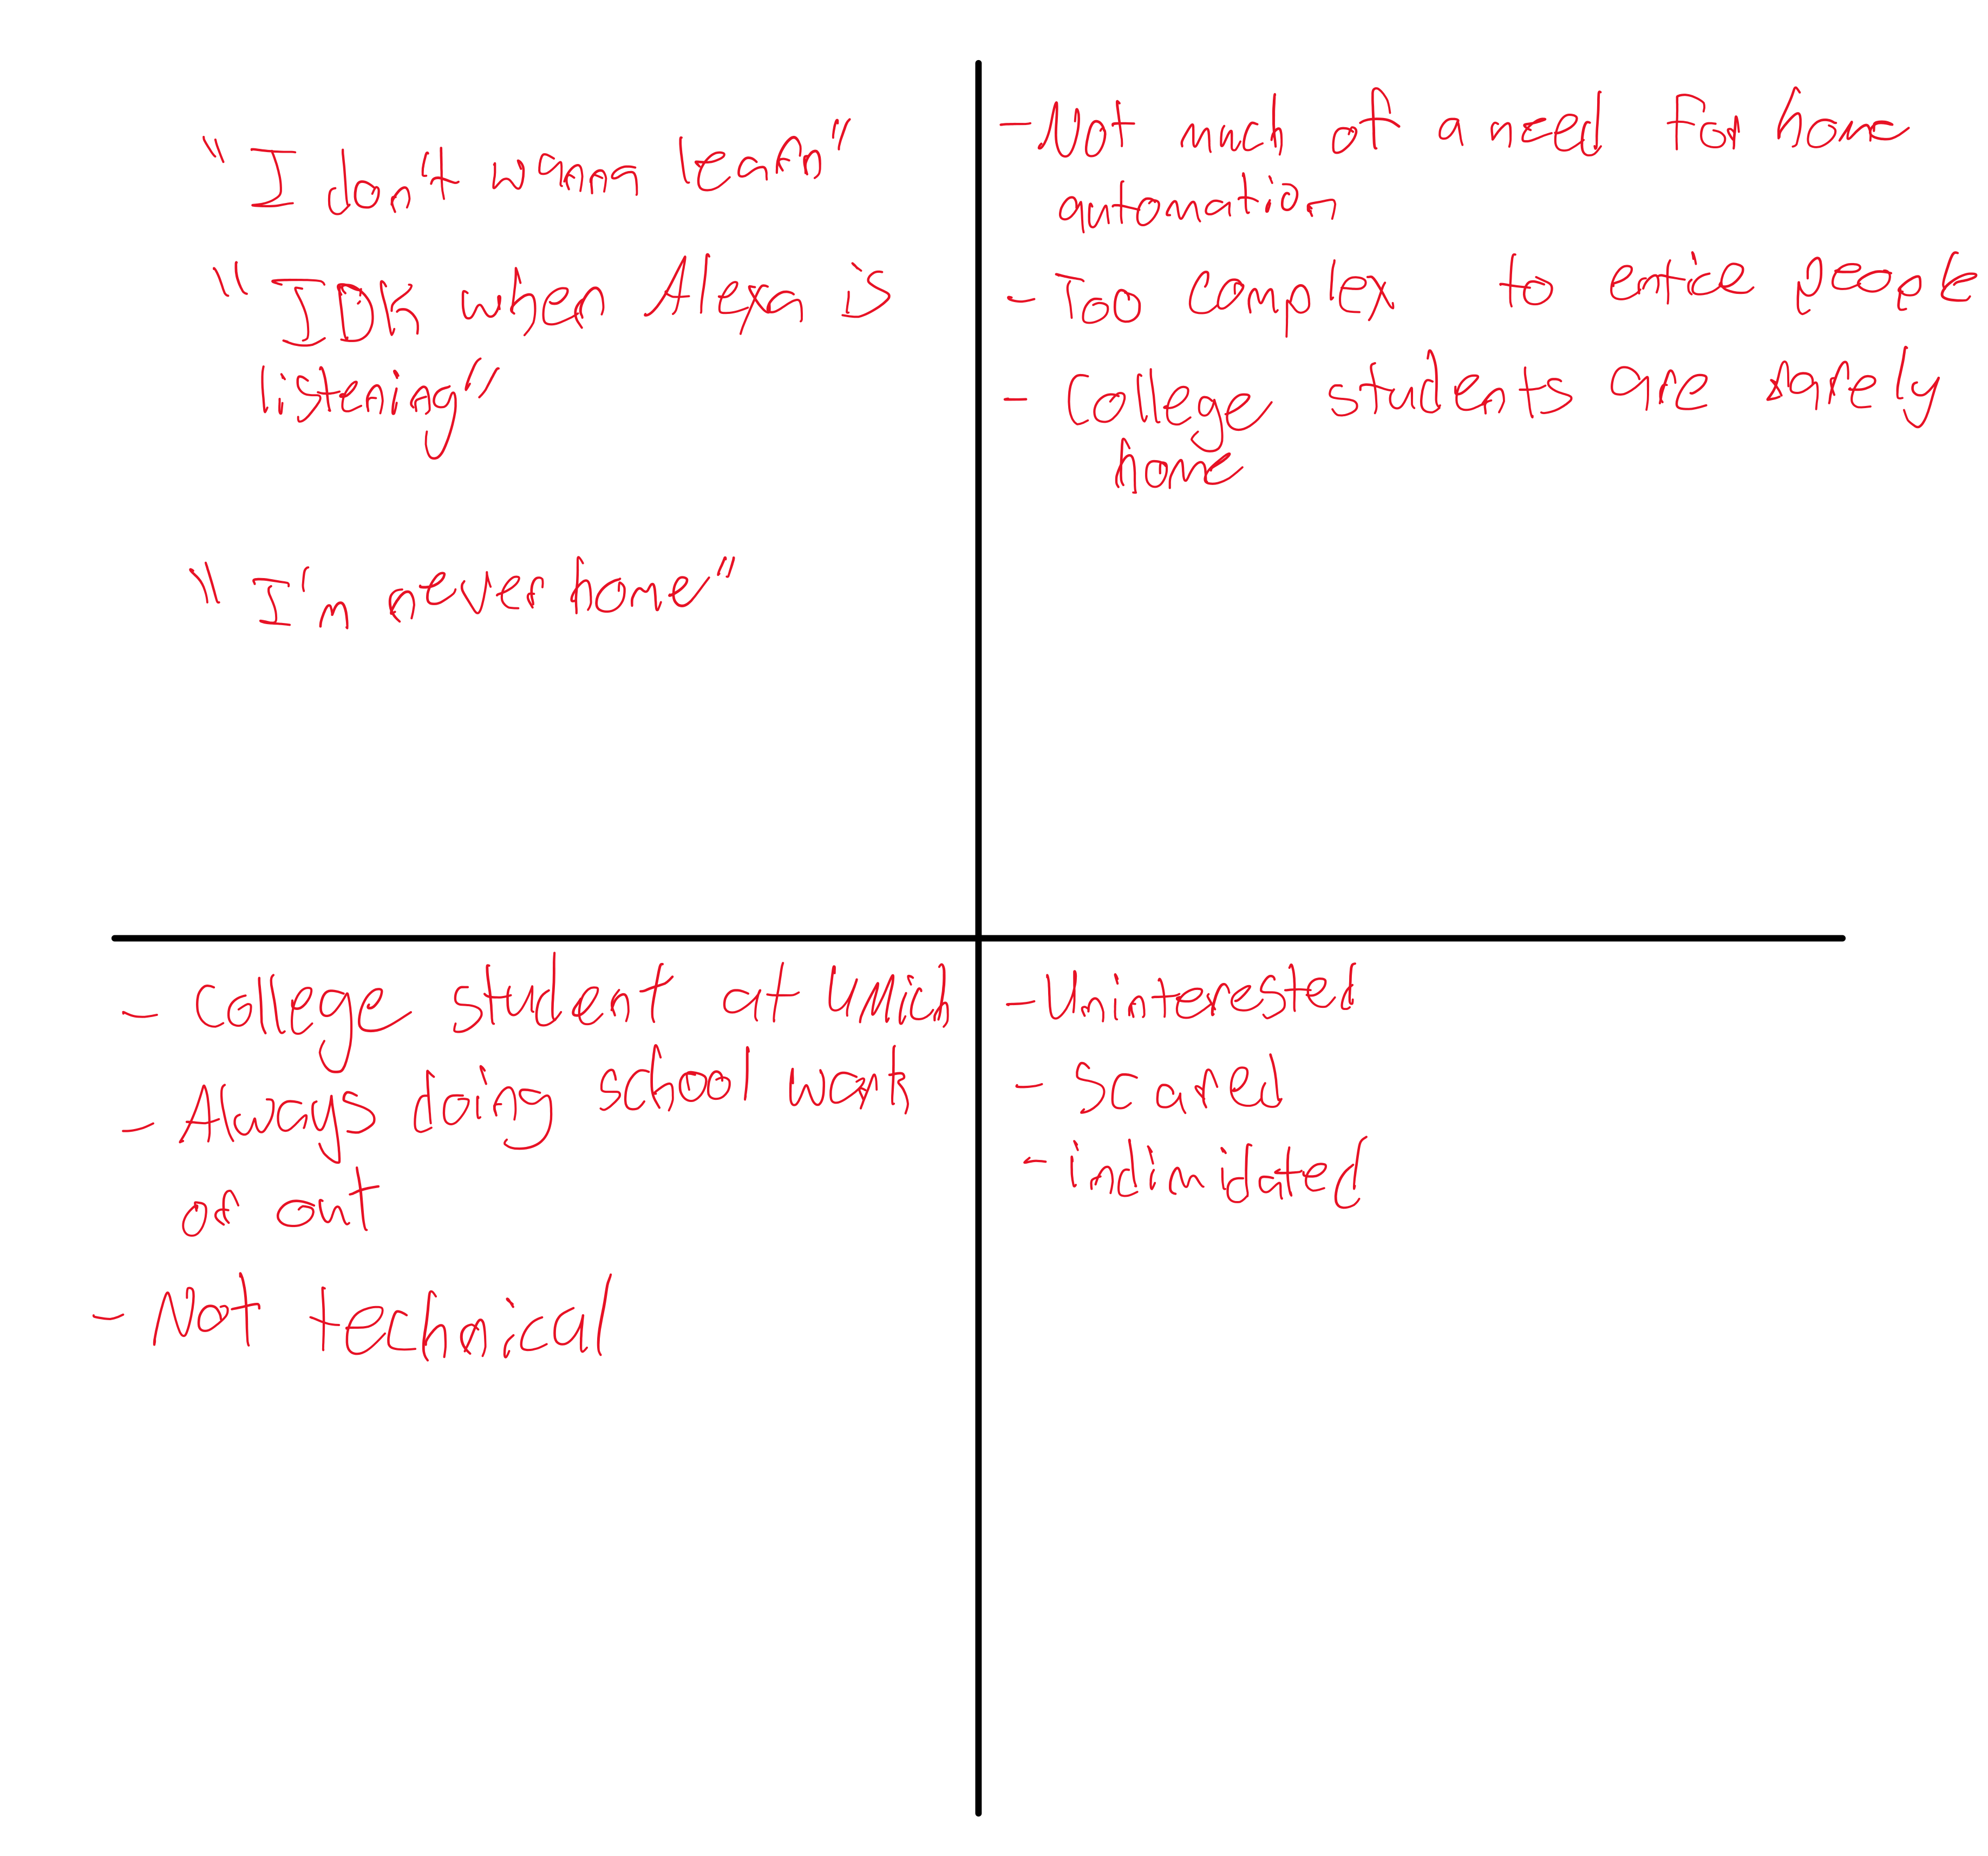 "I don't wanna learn"
"IDK when Alexa is
listening"
"I'm never home"
- Not much of a need for home
automation
- Too complex to entice people
- College students are
home
- College student at UMich
- Always doing school work
or out
- Not technical
- Uninterested
- Scared
- indimidated